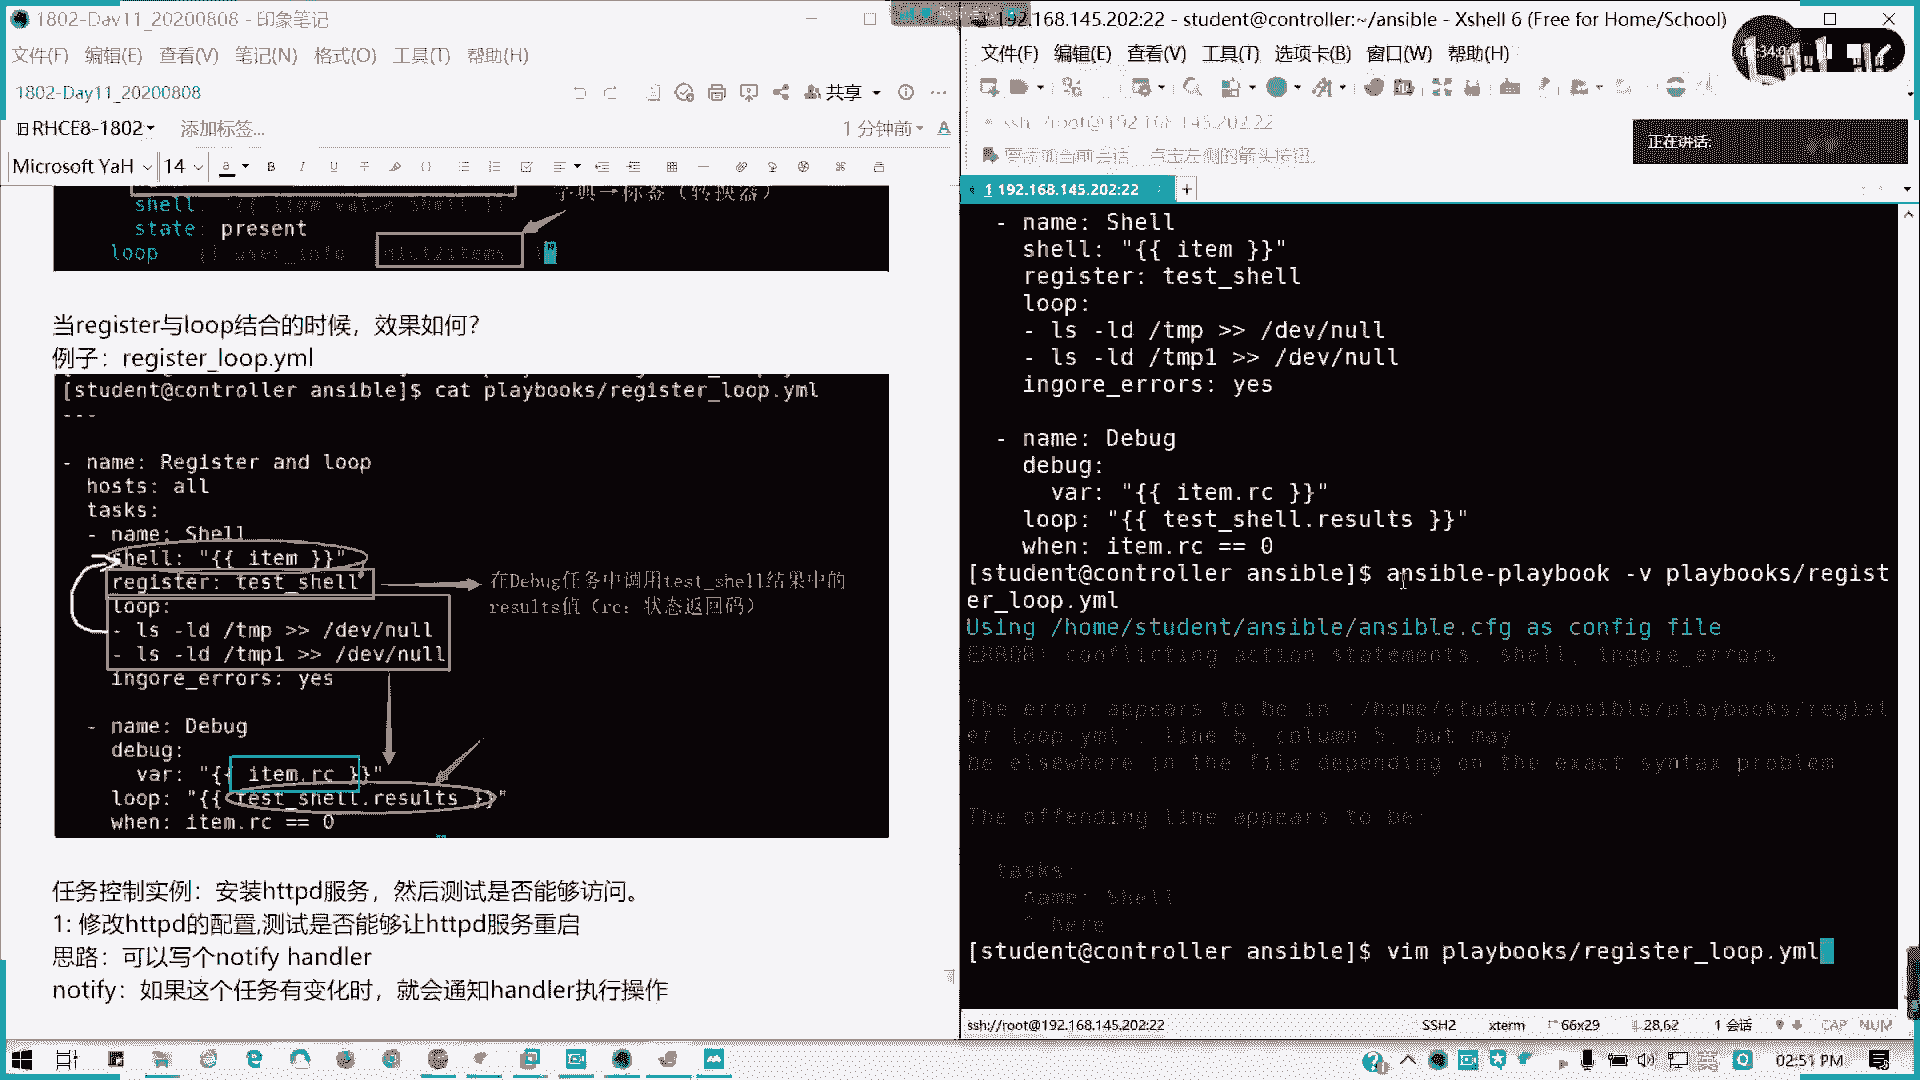 1802-Day11_20200808 - 印象笔记
文件(F) 编辑(E) 查看(V) 笔记(N) 格式(O) 工具(T) 帮助(H)
1802-Day11_20200808
共享
RHCE8-1802 添加标签...
1 分钟前
Microsoft YaH 14
字典→标签（转换器）
shell: "{{ item value shell }}"
state: present
loop {{ user_info dict2items
当register与loop结合的时候，效果如何？
例子：register_loop.yml
[student@controller ansible]$ cat playbooks/register_loop.yml
---
- name: Register and loop
hosts: all
tasks:
- name: Shell
shell: "{{ item }}"
register: test_shell
loop:
- ls -ld /tmp >> /dev/null
- ls -ld /tmp1 >> /dev/null
ingore_errors: yes
在Debug任务中调用test_shell结果中的
results值（rc：状态返回码）
- name: Debug
debug:
var: "{{ item.rc }}"
loop: "{{ test_shell.results }}"
when: item.rc == 0
任务控制实例：安装httpd服务，然后测试是否能够访问。
1: 修改httpd的配置,测试是否能够让httpd服务重启
思路：可以写个notify handler
notify：如果这个任务有变化时，就会通知handler执行操作
192.168.145.202:22 - student@controller:~/ansible - Xshell 6 (Free for Home/School)
文件(F) 编辑(E) 查看(V) 工具(T) 选项卡(B) 窗口(W) 帮助(H)
ssh://root@192.168.145.202:22
要添加当前会话，点击左侧的箭头按钮。
正在讲话:
1 192.168.145.202:22
- name: Shell
shell: "{{ item }}"
register: test_shell
loop:
- ls -ld /tmp >> /dev/null
- ls -ld /tmp1 >> /dev/null
ingore_errors: yes
- name: Debug
debug:
var: "{{ item.rc }}"
loop: "{{ test_shell.results }}"
when: item.rc == 0
[student@controller ansible]$ ansible-playbook -v playbooks/regist
er_loop.yml
Using /home/student/ansible/ansible.cfg as config file
ERROR! conflicting action statements: shell, ingore_errors
The error appears to be in '/home/student/ansible/playbooks/regist
er_loop.yml': line 6, column 5, but may
be elsewhere in the file depending on the exact syntax problem
The offending line appears to be:
tasks:
name: Shell
^ here
[student@controller ansible]$ vim playbooks/register_loop.yml
ssh://root@192.168.145.202:22 SSH2 xterm 66x29 28,62 1 会话 CAP NUM
02:51 PM